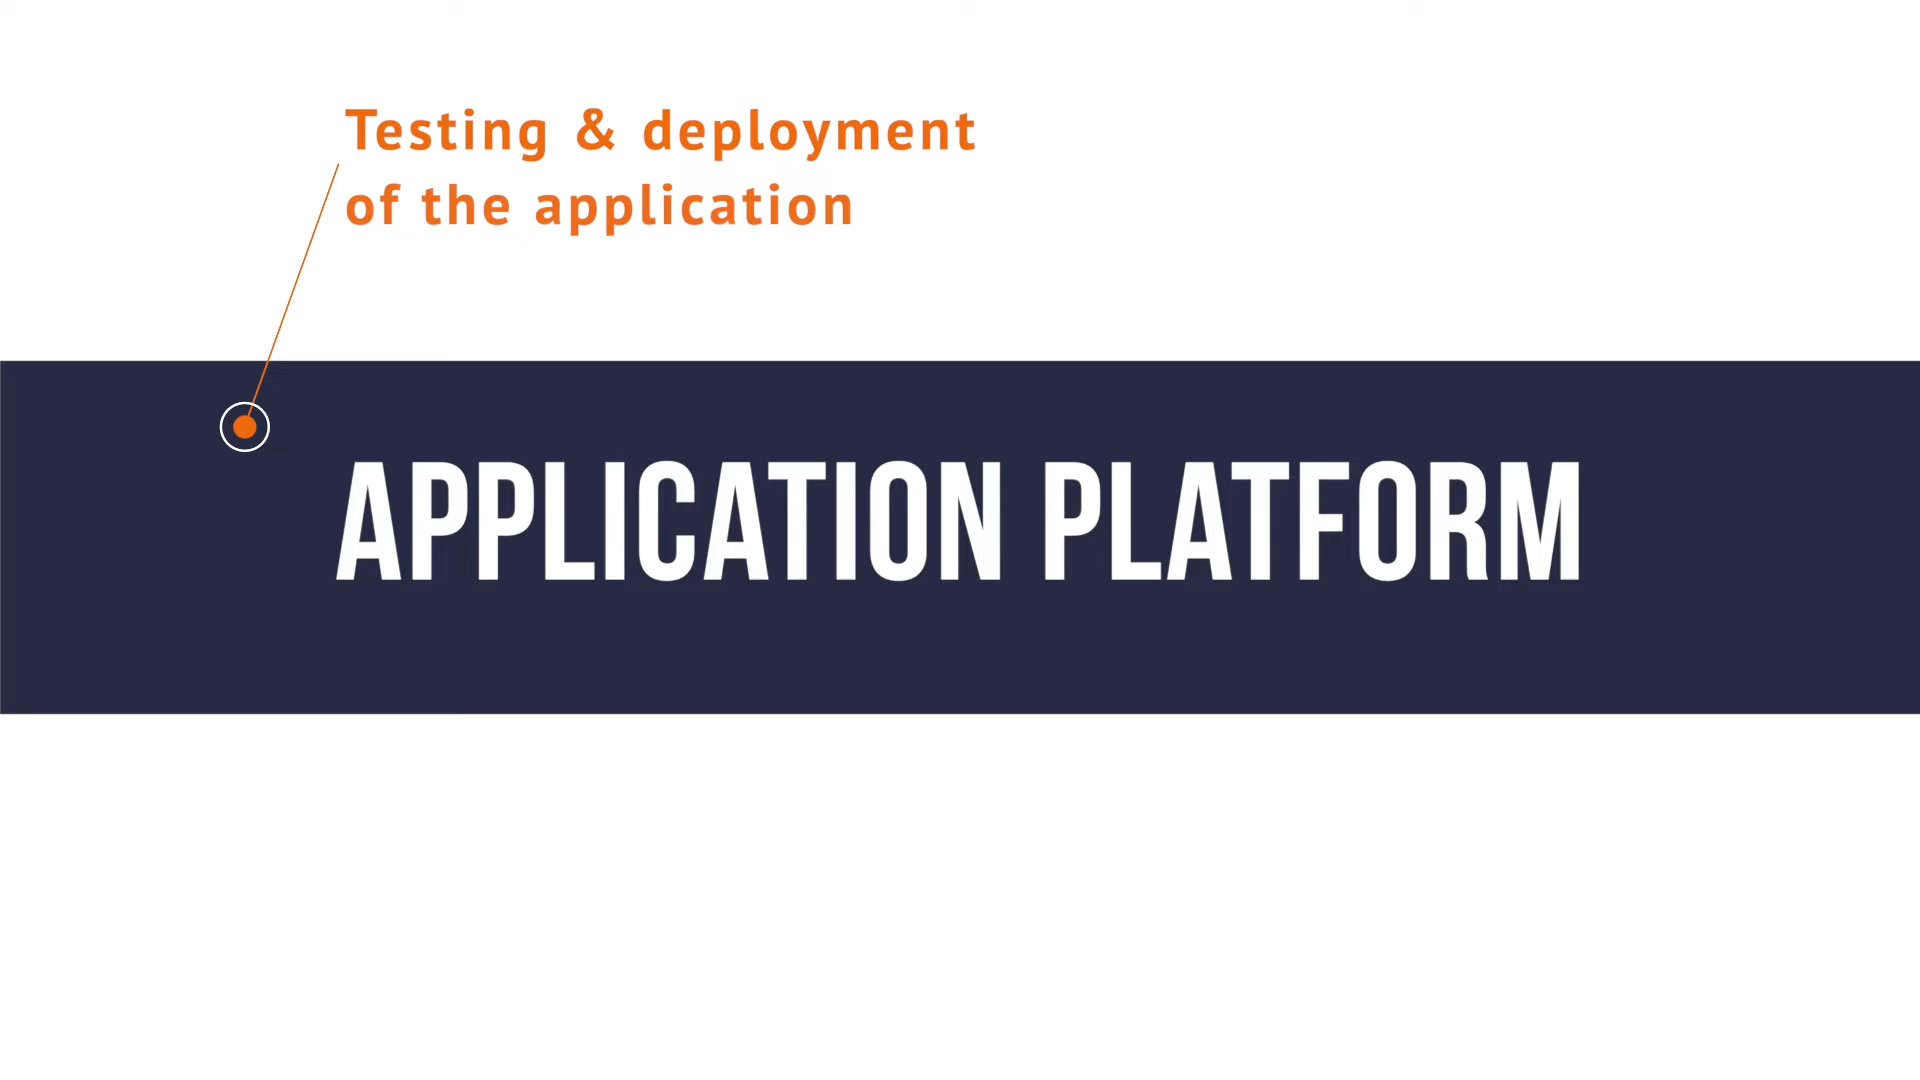 Testing & deployment
of the application
APPLICATION PLATFORM